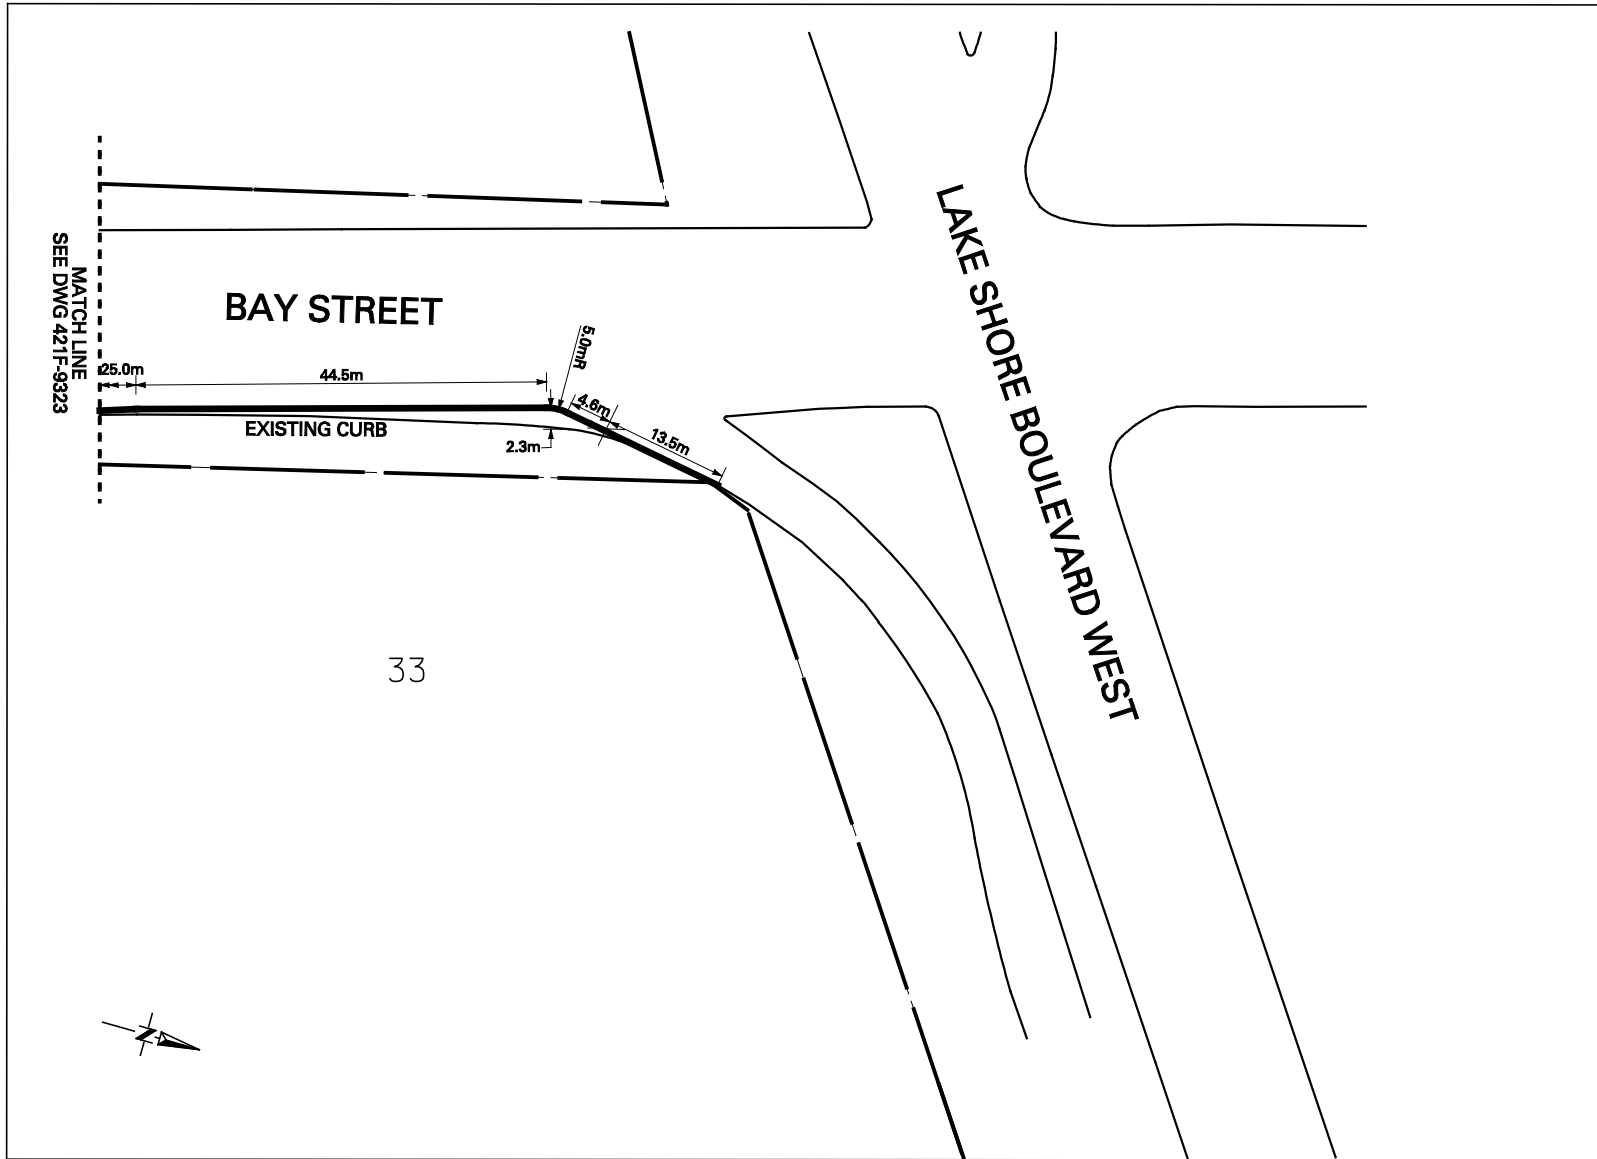 LAKE SHORE BOULEVARD WEST
MATCH LINE
SEE DWG 421F-9323
BAY STREET
5.0mR
25.0m
44.5m
4.6m
EXISTING CURB
13.5m
2.3m
33
N